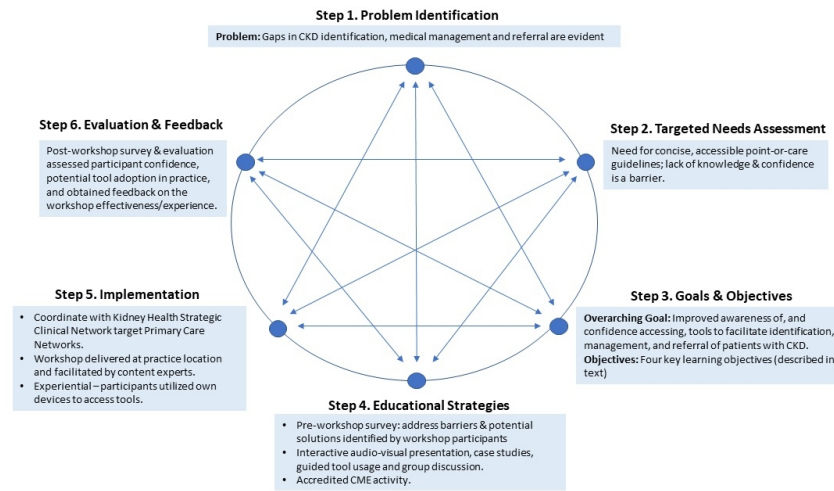 Step 1. Problem Identification
Problem: Gaps in CKD identification, medical management and referral are evident
Step 2. Targeted Needs Assessment
Need for concise, accessible point-or-care
guidelines; lack of knowledge & confidence
is a barrier.
Step 3. Goals & Objectives
Overarching Goal: Improved awareness of, and
confidence accessing, tools to facilitate identification,
management, and referral of patients with CKD.
Objectives: Four key learning objectives (described in
text)
Step 4. Educational Strategies
• Pre-workshop survey: address barriers & potential
solutions identified by workshop participants
• Interactive audio-visual presentation, case studies,
guided tool usage and group discussion.
• Accredited CME activity.
Step 5. Implementation
• Coordinate with Kidney Health Strategic
Clinical Network target Primary Care
Networks.
• Workshop delivered at practice location
and facilitated by content experts.
• Experiential – participants utilized own
devices to access tools.
Step 6. Evaluation & Feedback
Post-workshop survey & evaluation
assessed participant confidence,
potential tool adoption in practice,
and obtained feedback on the
workshop effectiveness/experience.